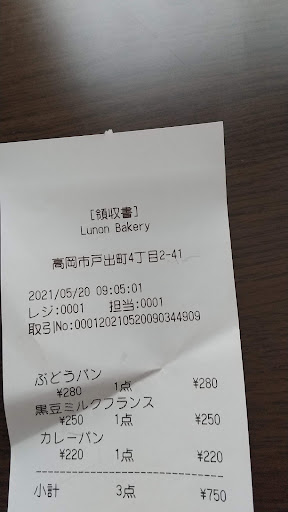 [領収書]
Lunon Bakery
高岡市戸出町4丁目2-41
2021/05/20 09:05:01
レジ:0001 担当:0001
取引No:000120210520090344909
ぶどうパン
¥280 1点 ¥280
黒豆ミルクフランス
¥250 1点 ¥250
カレーパン
¥220 1点 ¥220
小計 3点 ¥750